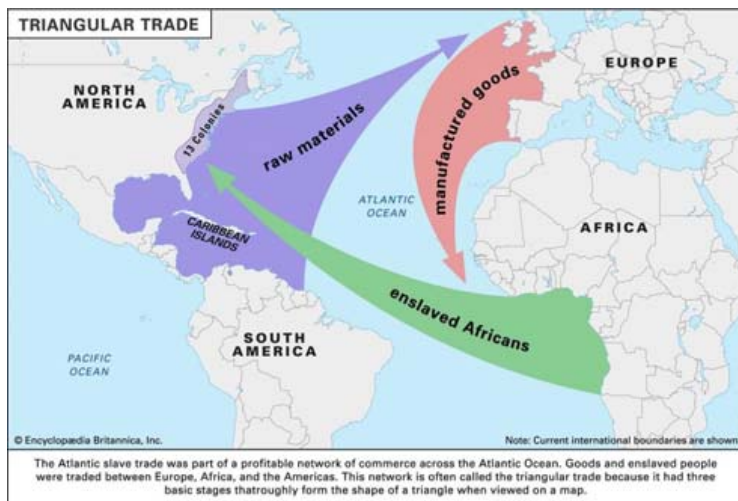 TRIANGULAR TRADE
NORTH
AMERICA
EUROPE
13 Colonies
raw materials
manufactured goods
ATLANTIC
OCEAN
CARIBBEAN
ISLANDS
AFRICA
enslaved Africans
SOUTH
AMERICA
PACIFIC
OCEAN
© Encyclopædia Britannica, Inc.
Note: Current international boundaries are shown
The Atlantic slave trade was part of a profitable network of commerce across the Atlantic Ocean. Goods and enslaved people
were traded between Europe, Africa, and the Americas. This network is often called the triangular trade because it had three
basic stages thatroughly form the shape of a triangle when viewed on a map.